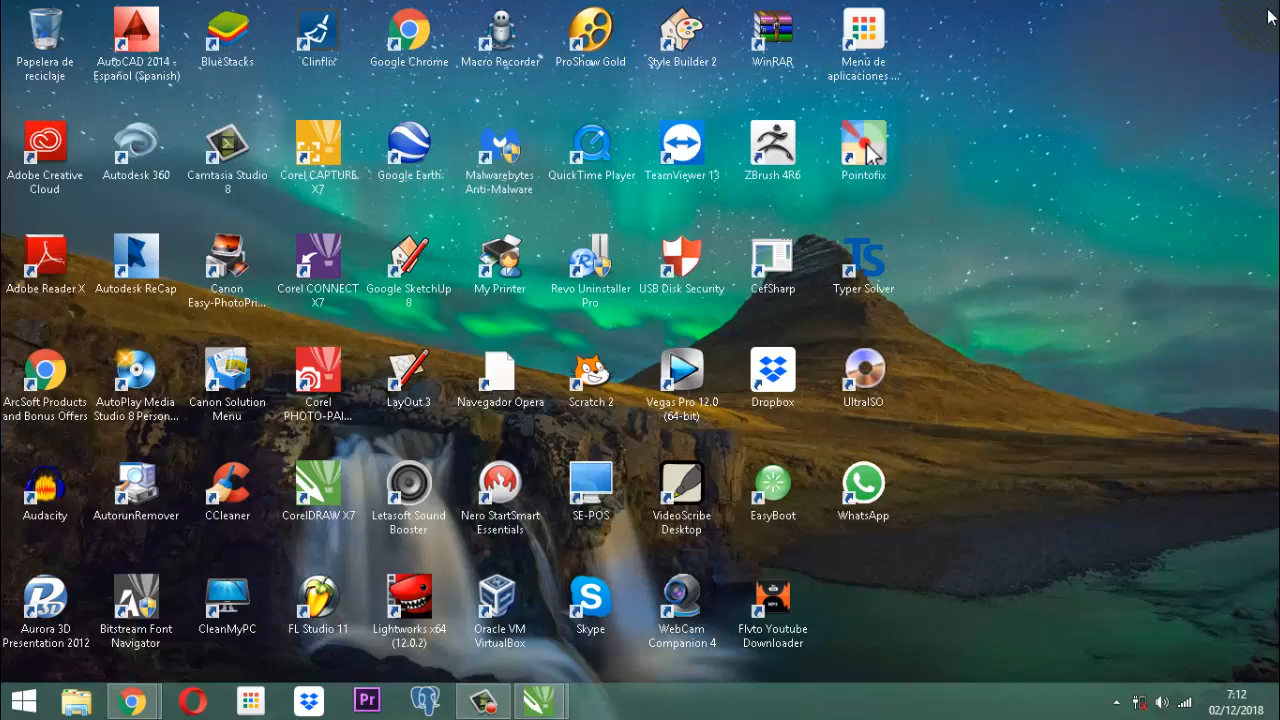 Papelera de
reciclaje
AutoCAD 2014 -
Español (Spanish)
BlueStacks
Clinflix
Google Chrome
Macro Recorder
ProShow Gold
Style Builder 2
WinRAR
Menú de
aplicaciones ...
Adobe Creative
Cloud
Autodesk 360
Camtasia Studio
8
Corel CAPTURE
X7
Google Earth
Malwarebytes
Anti-Malware
QuickTime Player
TeamViewer 13
ZBrush 4R6
Pointofix
Adobe Reader X
Autodesk ReCap
Canon
Easy-PhotoPri...
Corel CONNECT
X7
Google SketchUp
8
My Printer
Revo Uninstaller
Pro
USB Disk Security
CefSharp
Ts
Typer Solver
ArcSoft Products
and Bonus Offers
AutoPlay Media
Studio 8 Person...
Canon Solution
Menu
Corel
PHOTO-PAI...
LayOut 3
Navegador Opera
Scratch 2
Vegas Pro 12.0
(64-bit)
Dropbox
UltraISO
Audacity
AutorunRemover
CCleaner
CorelDRAW X7
Letasoft Sound
Booster
Nero StartSmart
Essentials
SE-POS
VideoScribe
Desktop
EasyBoot
WhatsApp
Aurora 3D
Presentation 2012
Bitstream Font
Navigator
CleanMyPC
FL Studio 11
Lightworks x64
(12.0.2)
Oracle VM
VirtualBox
Skype
WebCam
Companion 4
Flvto Youtube
Downloader
Pr
7:12
02/12/2018